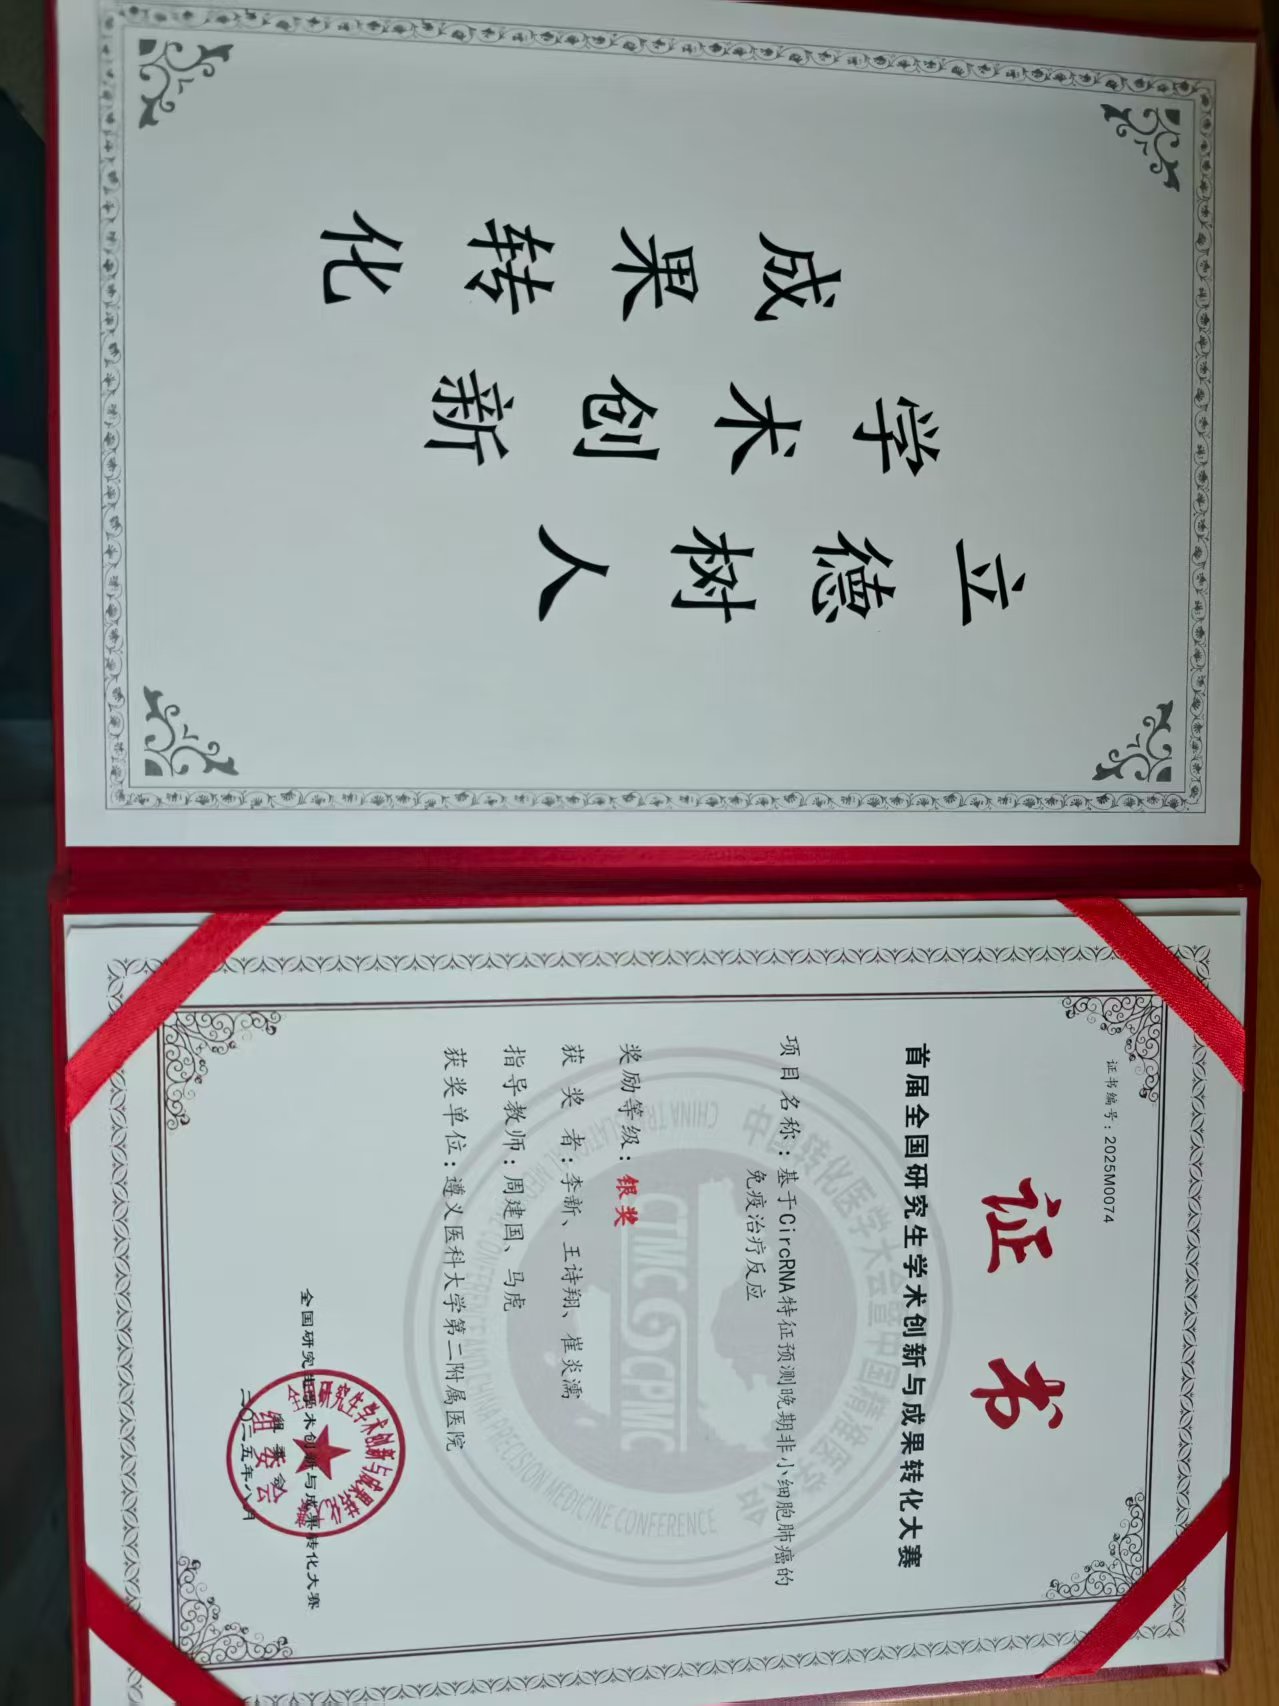 立德树人
学术创新
成果转化
证书编号：2025M0074
证书
首届全国研究生学术创新与成果转化大赛
项目名称：基于CircRNA特征预测晚期非小细胞肺癌的
免疫治疗反应
奖励等级：银奖
获奖者：李新、王诗翔、崔炎濡
指导教师：周建国、马虎
获奖单位：遵义医科大学第二附属医院
全国研究生学术创新与成果转化大赛
组委会
二〇二五年八月
CTMC CPMC